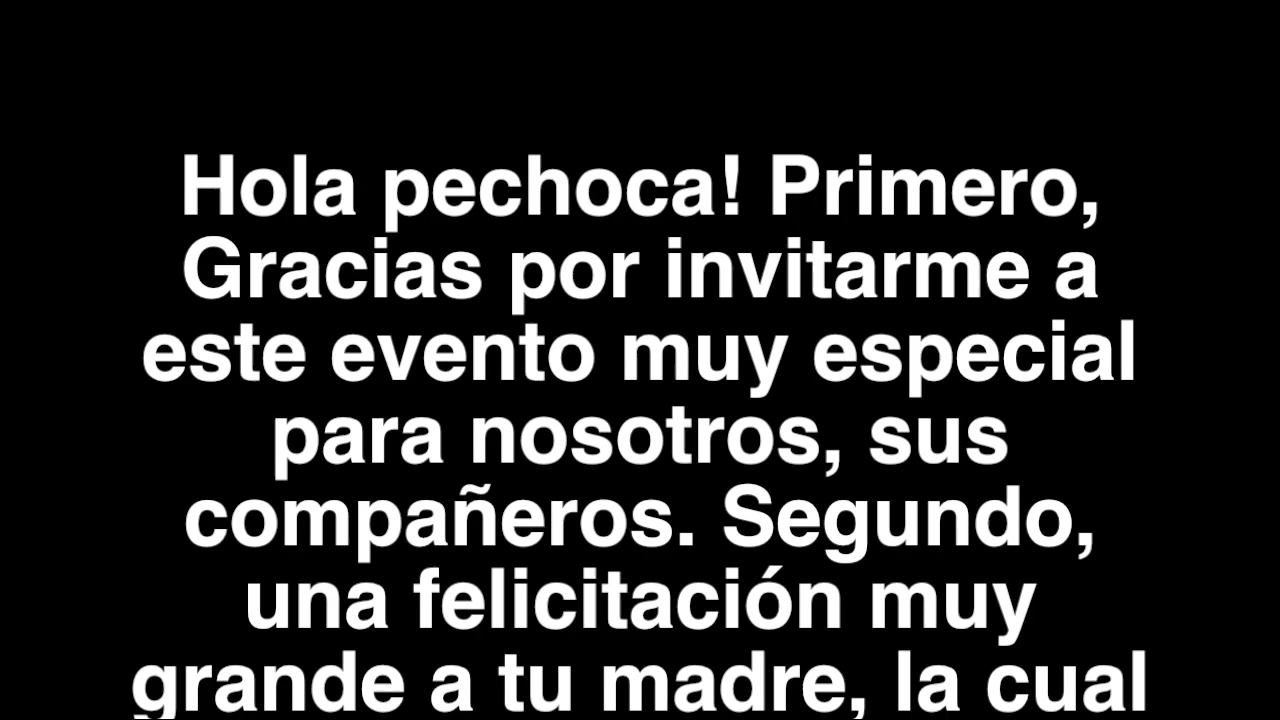 Hola pechoca! Primero,
Gracias por invitarme a
este evento muy especial
para nosotros, sus
compañeros. Segundo,
una felicitación muy
grande a tu madre, la cual